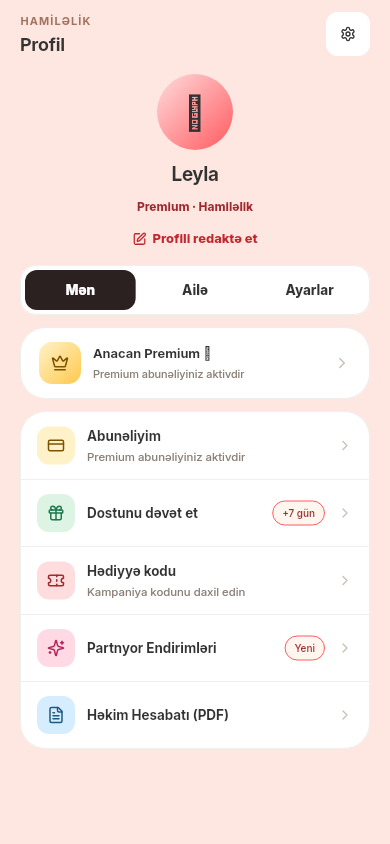 HAMİLƏLİK
Profil
Leyla
Premium · Hamiləlik
Profili redaktə et
Mən
Ailə
Ayarlar
Anacan Premium
Premium abunəliyiniz aktivdir
Abunəliyim
Premium abunəliyiniz aktivdir
Dostunu dəvət et
+7 gün
Hədiyyə kodu
Kampaniya kodunu daxil edin
Partnyor Endirimləri
Yeni
Həkim Hesabatı (PDF)